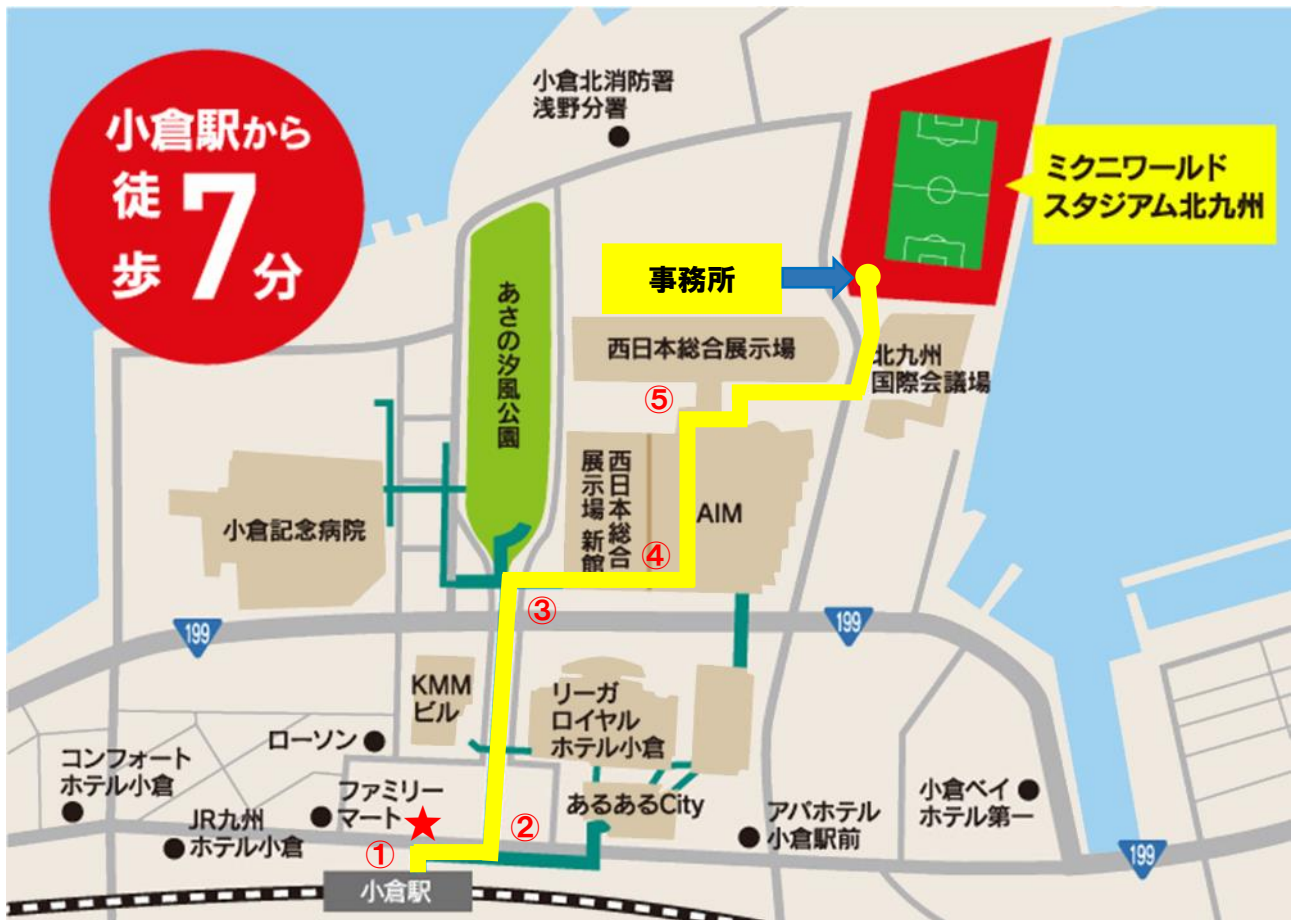 小倉駅から
徒歩7分
小倉北消防署
浅野分署
ミクニワールド
スタジアム北九州
事務所
あさの汐風公園
西日本総合展示場
北九州
国際会議場
⑤
西日本総合
展示場 新館
AIM
小倉記念病院
④
③
199
199
KMM
ビル
リーガ
ロイヤル
ホテル小倉
ローソン
コンフォート
ホテル小倉
ファミリー
マート
JR九州
ホテル小倉
②
あるあるCity
アパホテル
小倉駅前
小倉ベイ
ホテル第一
①
199
小倉駅